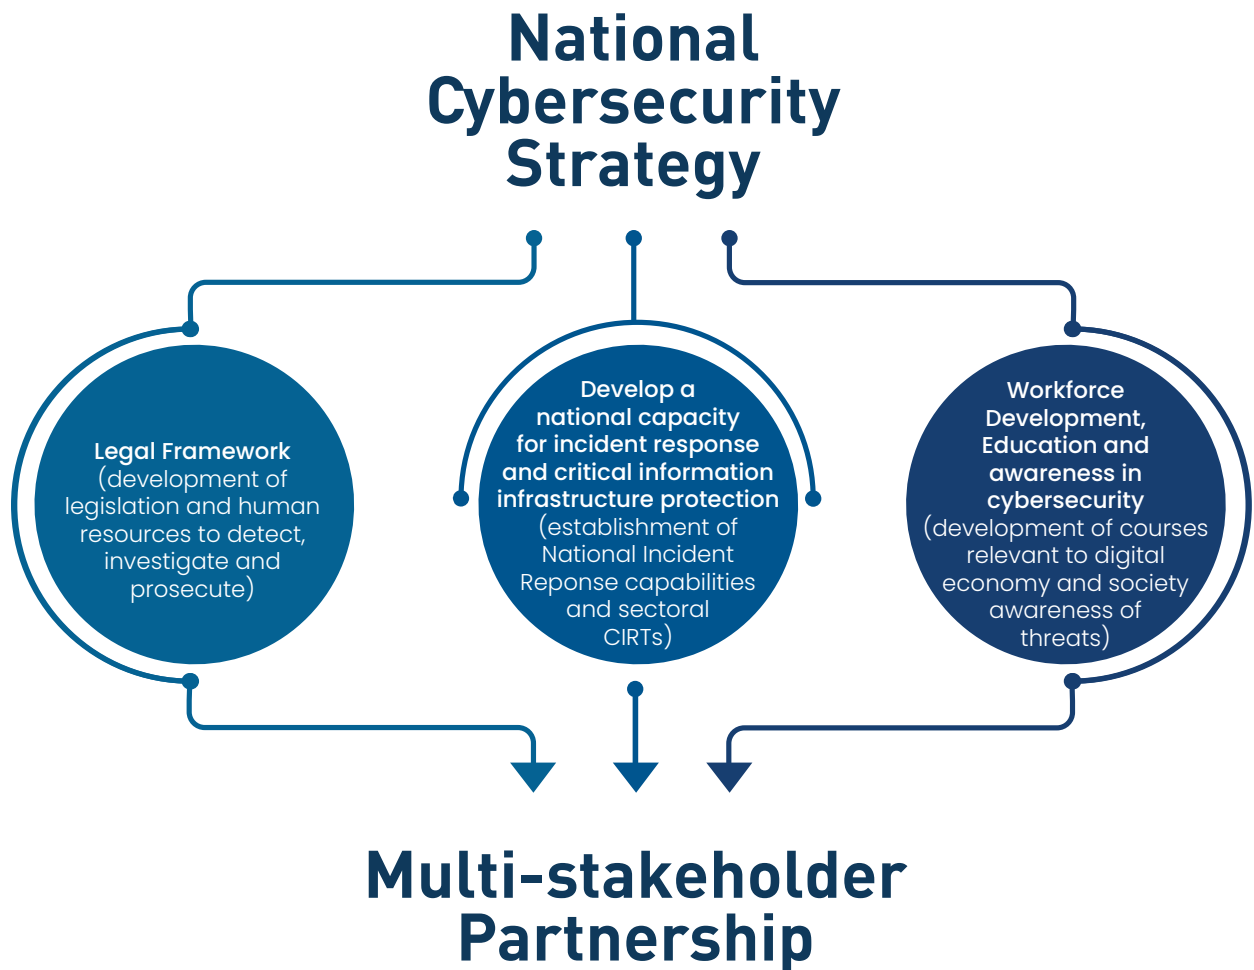 National
Cybersecurity
Strategy
Legal Framework
(development of
legislation and human
resources to detect,
investigate and
prosecute)
Develop a
national capacity
for incident response
and critical information
infrastructure protection
(establishment of
National Incident
Reponse capabilities
and sectoral
CIRTs)
Workforce
Development,
Education and
awareness in
cybersecurity
(development of courses
relevant to digital
economy and society
awareness of
threats)
Multi-stakeholder
Partnership